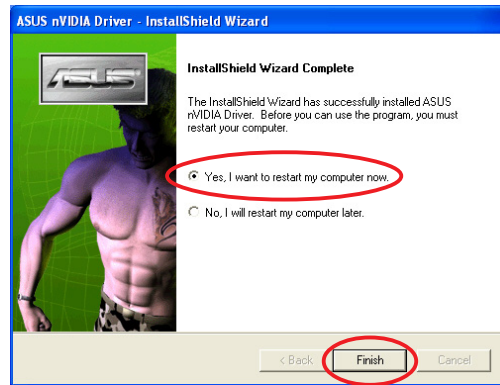 ASUS nVIDIA Driver - InstallShield Wizard
ASUS
InstallShield Wizard Complete
The InstallShield Wizard has successfully installed ASUS
nVIDIA Driver. Before you can use the program, you must
restart your computer.
Yes, I want to restart my computer now.
No, I will restart my computer later.
< Back
Finish
Cancel